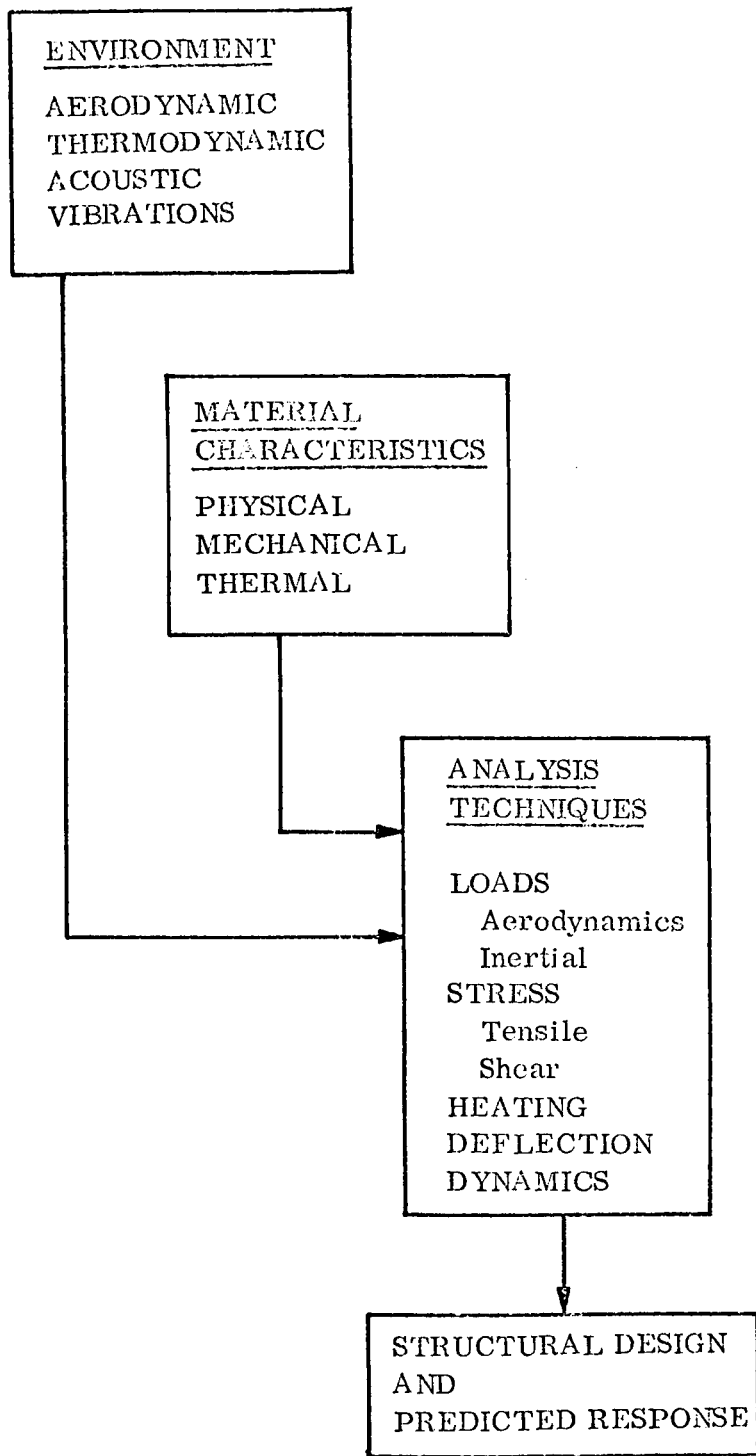 ENVIRONMENT
AERODYNAMIC
THERMODYNAMIC
ACOUSTIC
VIBRATIONS
MATERIAL
CHARACTERISTICS
PHYSICAL
MECHANICAL
THERMAL
ANALYSIS
TECHNIQUES
LOADS
Aerodynamics
Inertial
STRESS
Tensile
Shear
HEATING
DEFLECTION
DYNAMICS
STRUCTURAL DESIGN
AND
PREDICTED RESPONSE